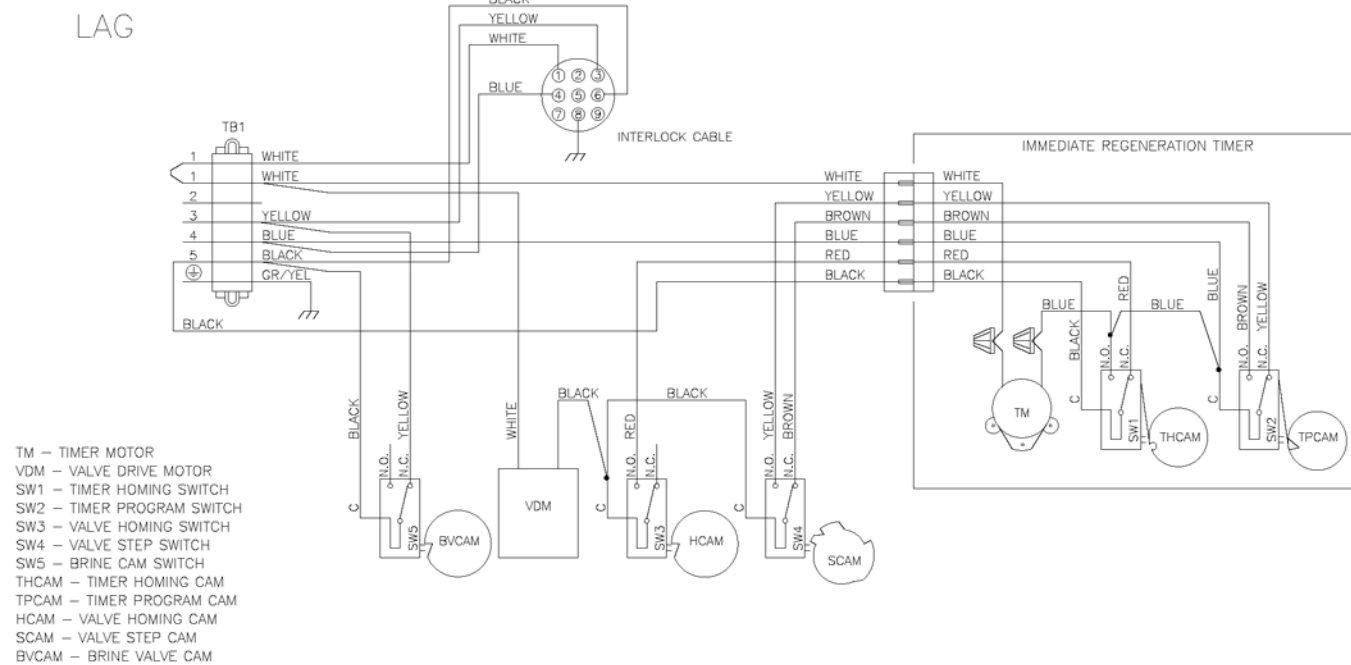 LAG
BLACK
YELLOW
WHITE
BLUE
1 2 3
4 5 6
7 8 9
INTERLOCK CABLE
TB1
1 WHITE
1 WHITE
2
3 YELLOW
4 BLUE
5 BLACK
GR/YEL
BLACK
IMMEDIATE REGENERATION TIMER
WHITE WHITE
YELLOW YELLOW
BROWN BROWN
BLUE BLUE
RED RED
BLACK BLACK
BLUE
BLACK
RED
BLUE
BLUE
BROWN
YELLOW
N.O.
N.C.
N.O.
N.C.
C
C
TM
SW1
THCAM
SW2
TPCAM
BLACK
YELLOW
WHITE
BLACK
RED
BLACK
YELLOW
BROWN
N.O.
N.C.
N.O.
N.C.
N.O.
N.C.
C
C
C
SW5
BVCAM
VDM
SW3
HCAM
SW4
SCAM
TM – TIMER MOTOR
VDM – VALVE DRIVE MOTOR
SW1 – TIMER HOMING SWITCH
SW2 – TIMER PROGRAM SWITCH
SW3 – VALVE HOMING SWITCH
SW4 – VALVE STEP SWITCH
SW5 – BRINE CAM SWITCH
THCAM – TIMER HOMING CAM
TPCAM – TIMER PROGRAM CAM
HCAM – VALVE HOMING CAM
SCAM – VALVE STEP CAM
BVCAM – BRINE VALVE CAM